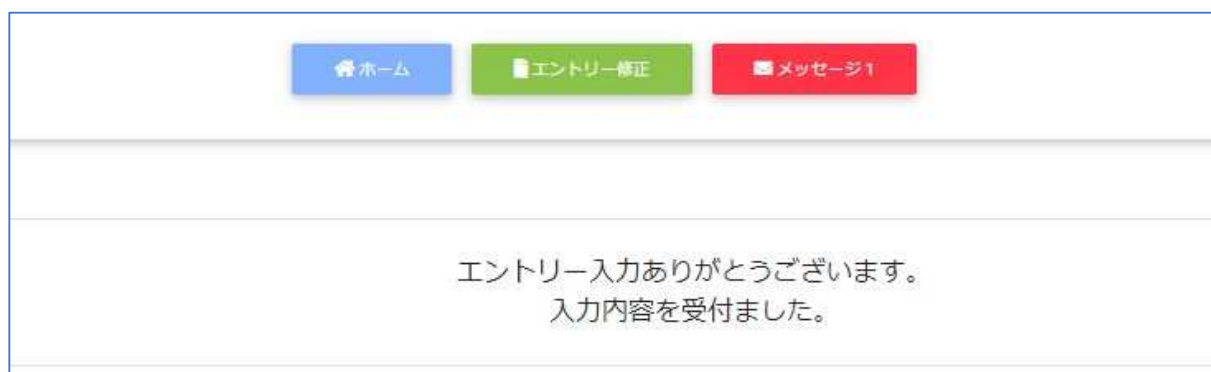 ホーム エントリー修正 メッセージ1
エントリー入力ありがとうございます。
入力内容を受付ました。